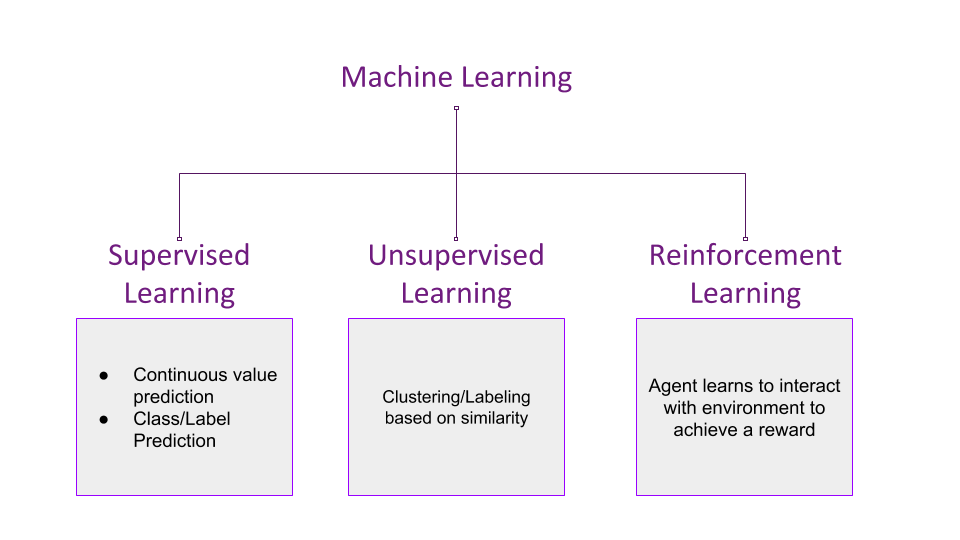 Machine Learning
Supervised
Learning
● Continuous value
prediction
● Class/Label
Prediction
Unsupervised
Learning
Clustering/Labeling
based on similarity
Reinforcement
Learning
Agent learns to interact
with environment to
achieve a reward